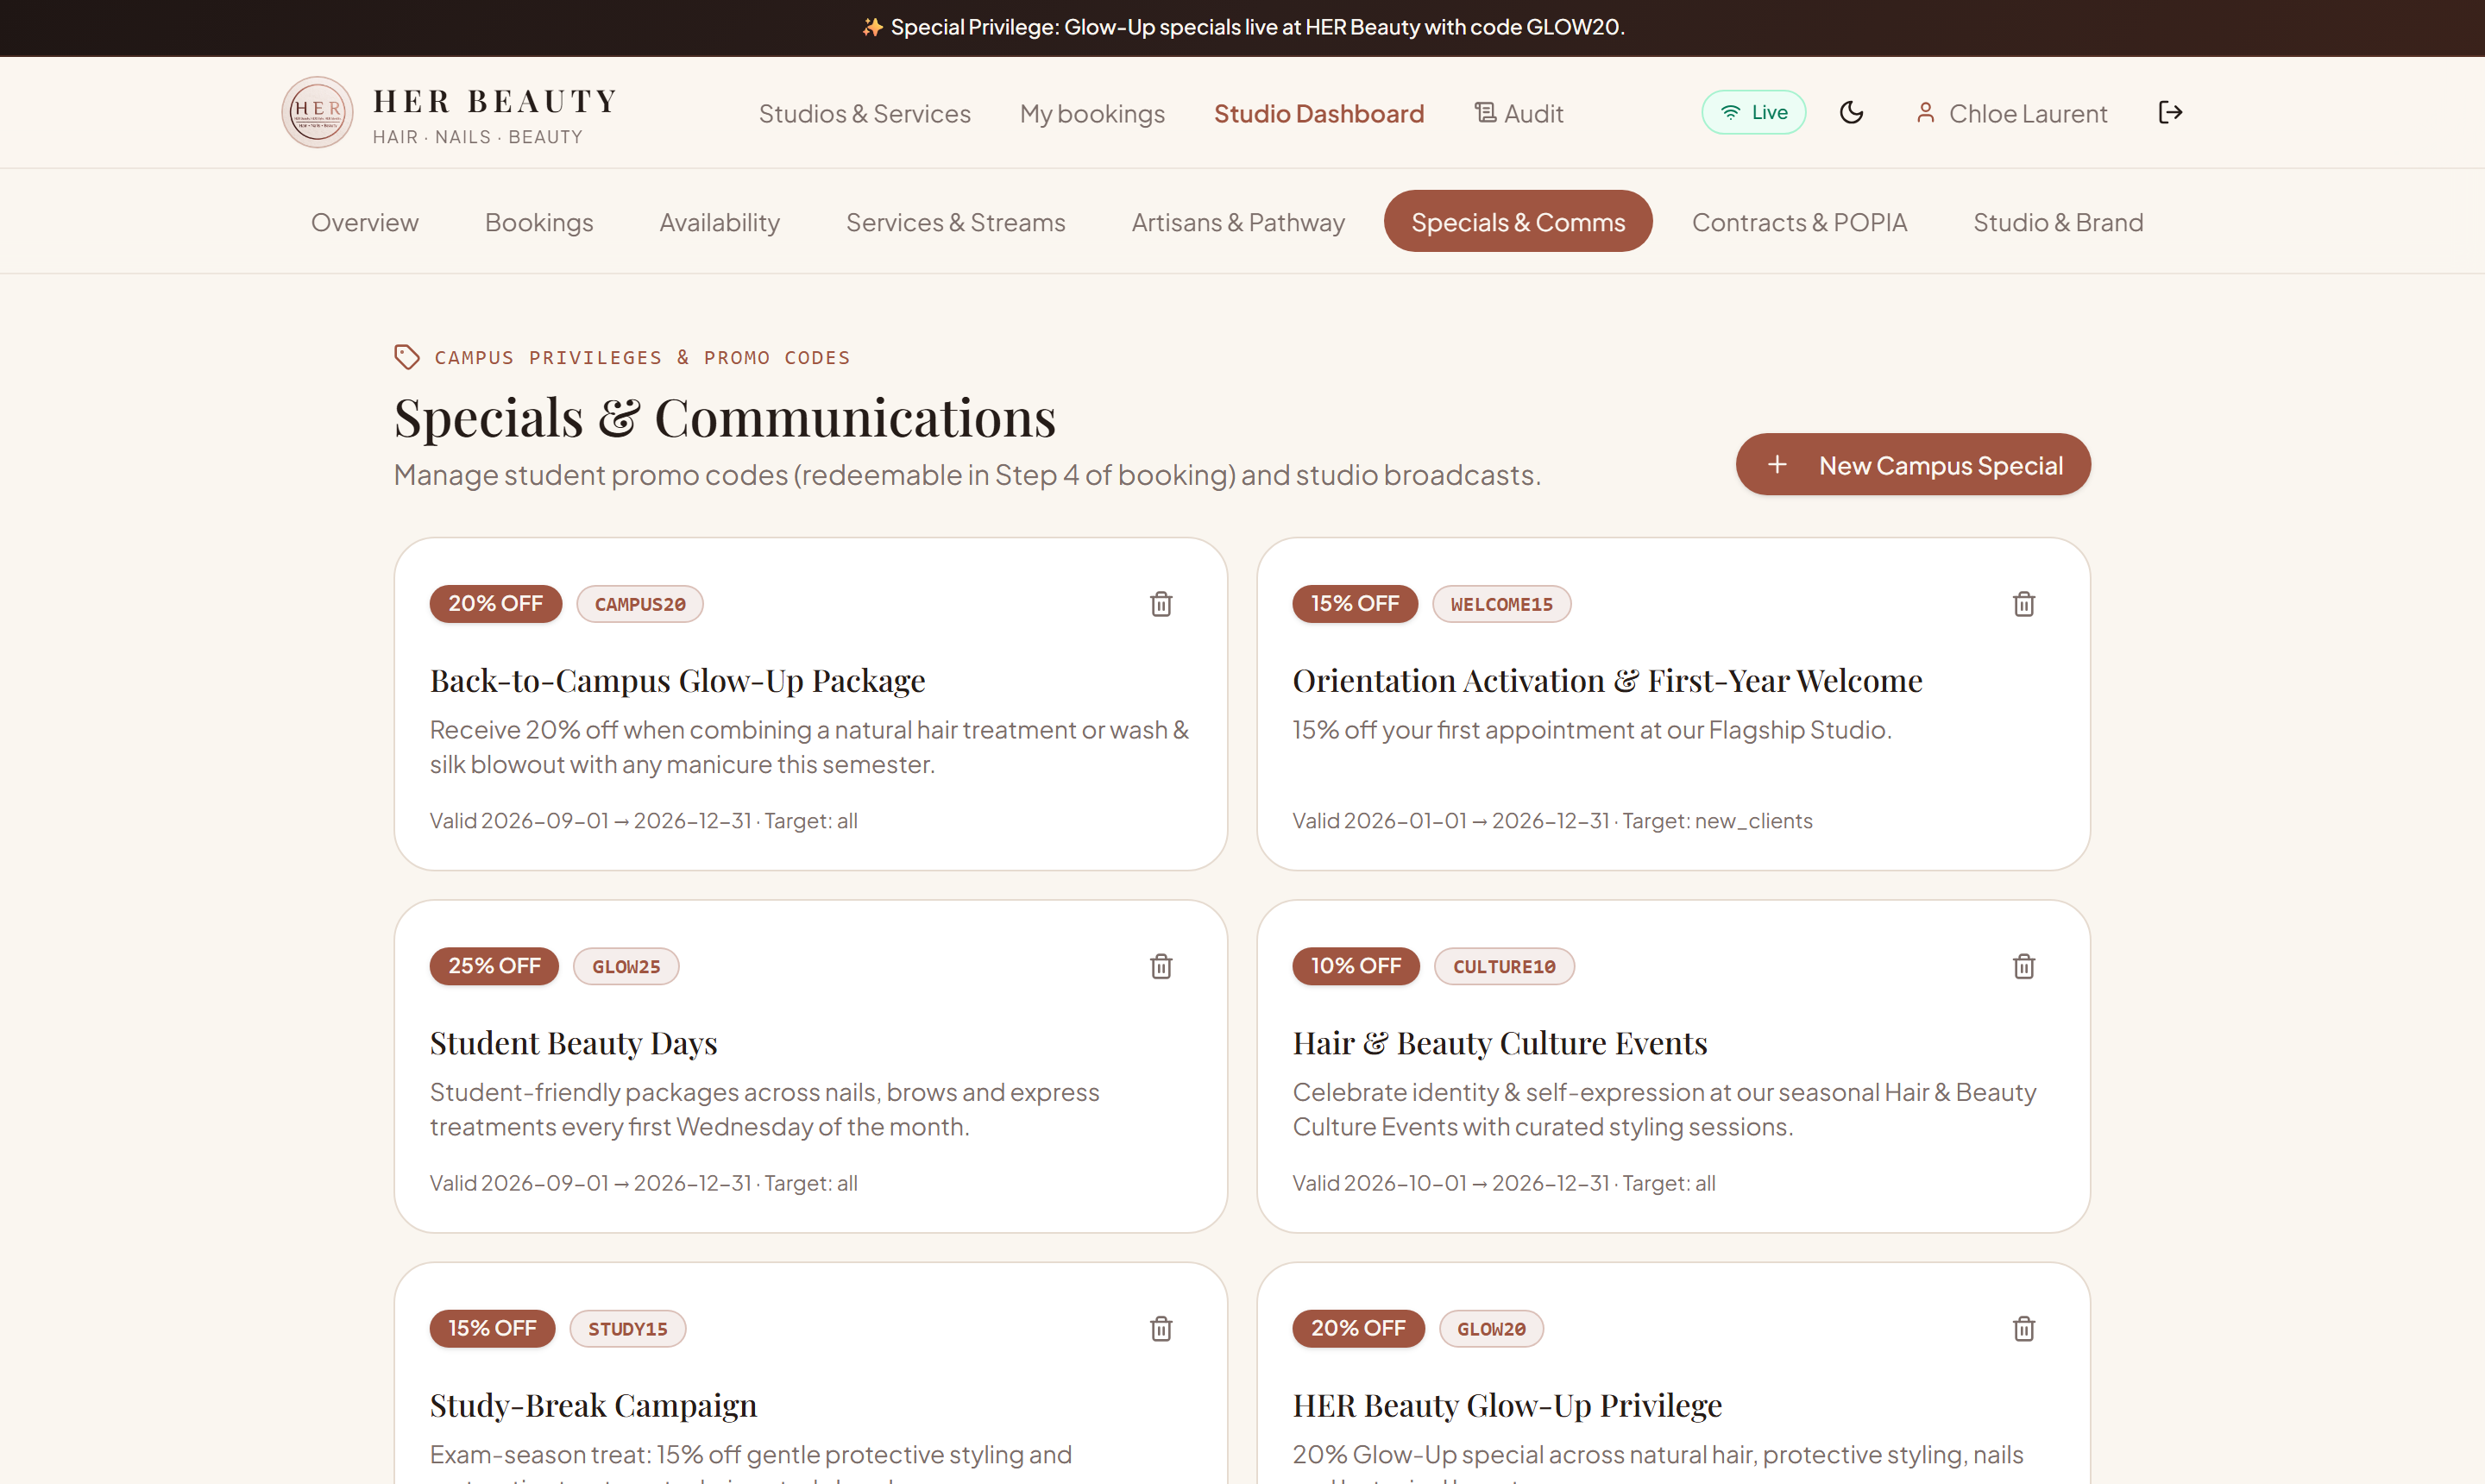 ✨ Special Privilege: Glow-Up specials live at HER Beauty with code GLOW20.
HER
HER BEAUTY
HAIR · NAILS · BEAUTY
Studios & Services
My bookings
Studio Dashboard
Audit
Live
Chloe Laurent
Overview
Bookings
Availability
Services & Streams
Artisans & Pathway
Specials & Comms
Contracts & POPIA
Studio & Brand
CAMPUS PRIVILEGES & PROMO CODES
Specials & Communications
Manage student promo codes (redeemable in Step 4 of booking) and studio broadcasts.
+ New Campus Special
20% OFF
CAMPUS20
Back-to-Campus Glow-Up Package
Receive 20% off when combining a natural hair treatment or wash &
silk blowout with any manicure this semester.
Valid 2026-09-01 → 2026-12-31 · Target: all
15% OFF
WELCOME15
Orientation Activation & First-Year Welcome
15% off your first appointment at our Flagship Studio.
Valid 2026-01-01 → 2026-12-31 · Target: new_clients
25% OFF
GLOW25
Student Beauty Days
Student-friendly packages across nails, brows and express
treatments every first Wednesday of the month.
Valid 2026-09-01 → 2026-12-31 · Target: all
10% OFF
CULTURE10
Hair & Beauty Culture Events
Celebrate identity & self-expression at our seasonal Hair & Beauty
Culture Events with curated styling sessions.
Valid 2026-10-01 → 2026-12-31 · Target: all
15% OFF
STUDY15
Study-Break Campaign
Exam-season treat: 15% off gentle protective styling and
20% OFF
GLOW20
HER Beauty Glow-Up Privilege
20% Glow-Up special across natural hair, protective styling, nails